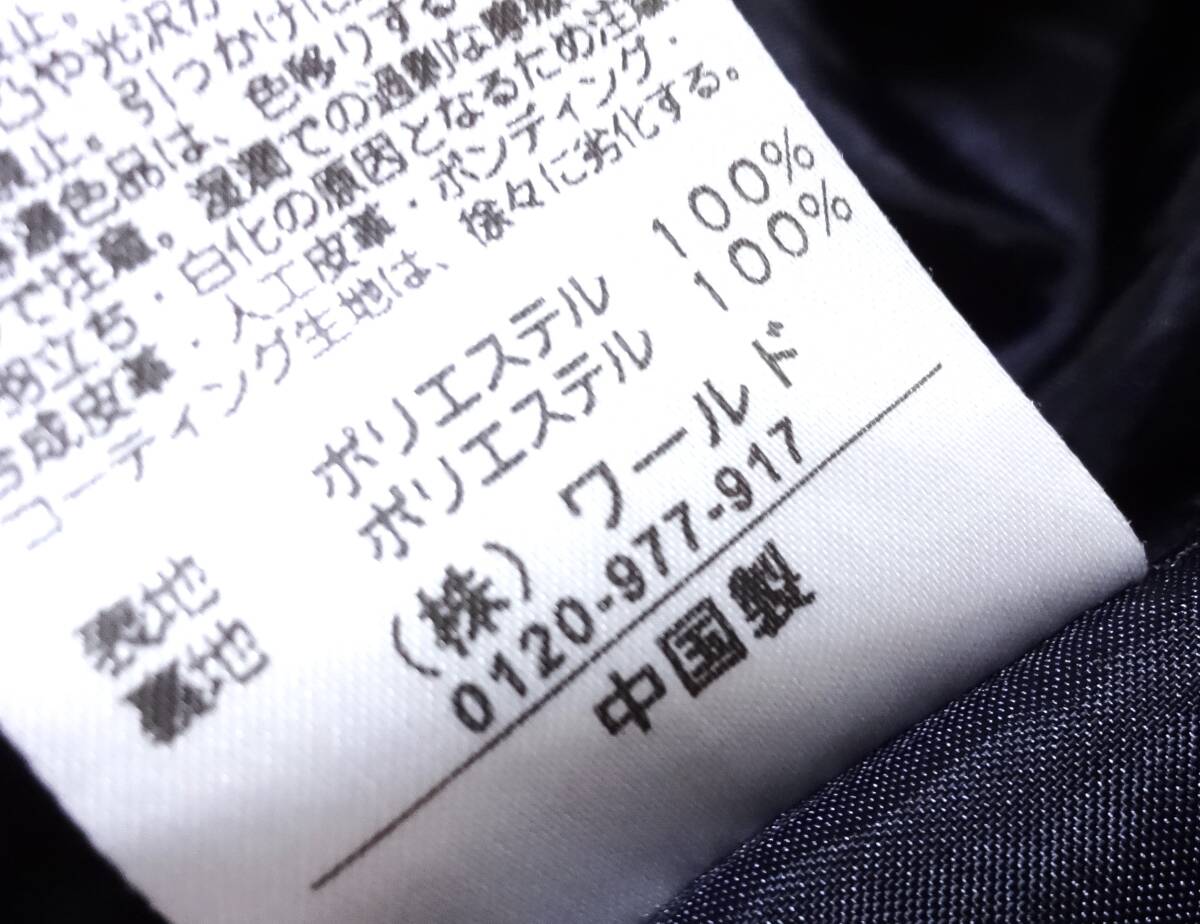 止。
凸や光沢が
禁止。引っかけに
濃色品は、色移りする
で注意。湿潤での過剰な摩擦
羽立ち・白化の原因となるため注意
合成皮革・人工皮革・ボンディング・
コーティング生地は、徐々に劣化する。
表地 ポリエステル 100%
裏地 ポリエステル 100%
(株) ワールド
0120-977-917
中国製